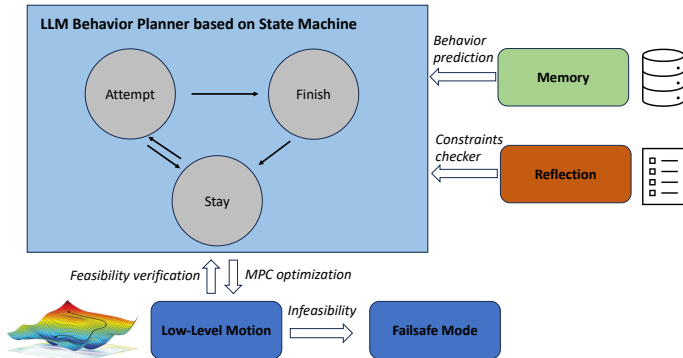 LLM Behavior Planner based on State Machine
Attempt
Finish
Stay
Behavior
prediction
Memory
Constraints
checker
Reflection
Feasibility verification
MPC optimization
Low-Level Motion
Infeasibility
Failsafe Mode